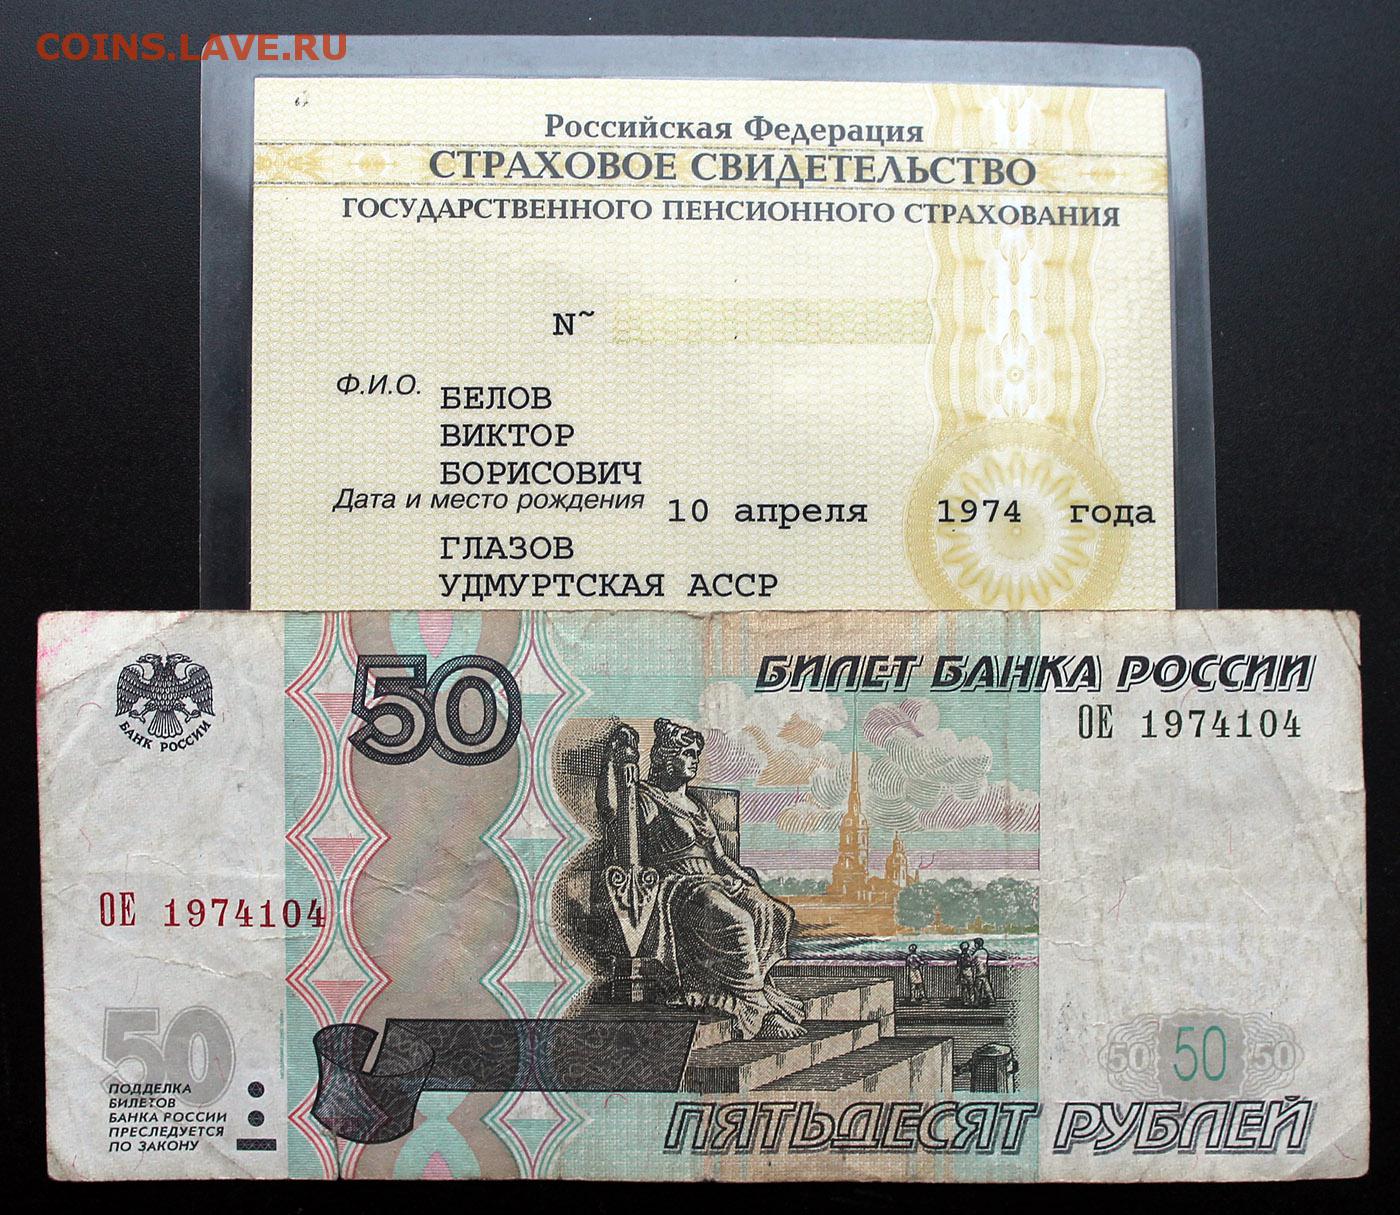 COINS.LAVE.RU
Российская Федерация
СТРАХОВОЕ СВИДЕТЕЛЬСТВО
ГОСУДАРСТВЕННОГО ПЕНСИОННОГО СТРАХОВАНИЯ
N~
Ф.И.О. БЕЛОВ
ВИКТОР
БОРИСОВИЧ
Дата и место рождения 10 апреля 1974 года
ГЛАЗОВ
УДМУРТСКАЯ АССР
50
БИЛЕТ БАНКА РОССИИ
ОЕ 1974104
БАНК РОССИИ
ОЕ 1974104
50
ПОДДЕЛКА
БИЛЕТОВ
БАНКА РОССИИ
ПРЕСЛЕДУЕТСЯ
ПО ЗАКОНУ
50 50 50
ПЯТЬДЕСЯТ РУБЛЕЙ